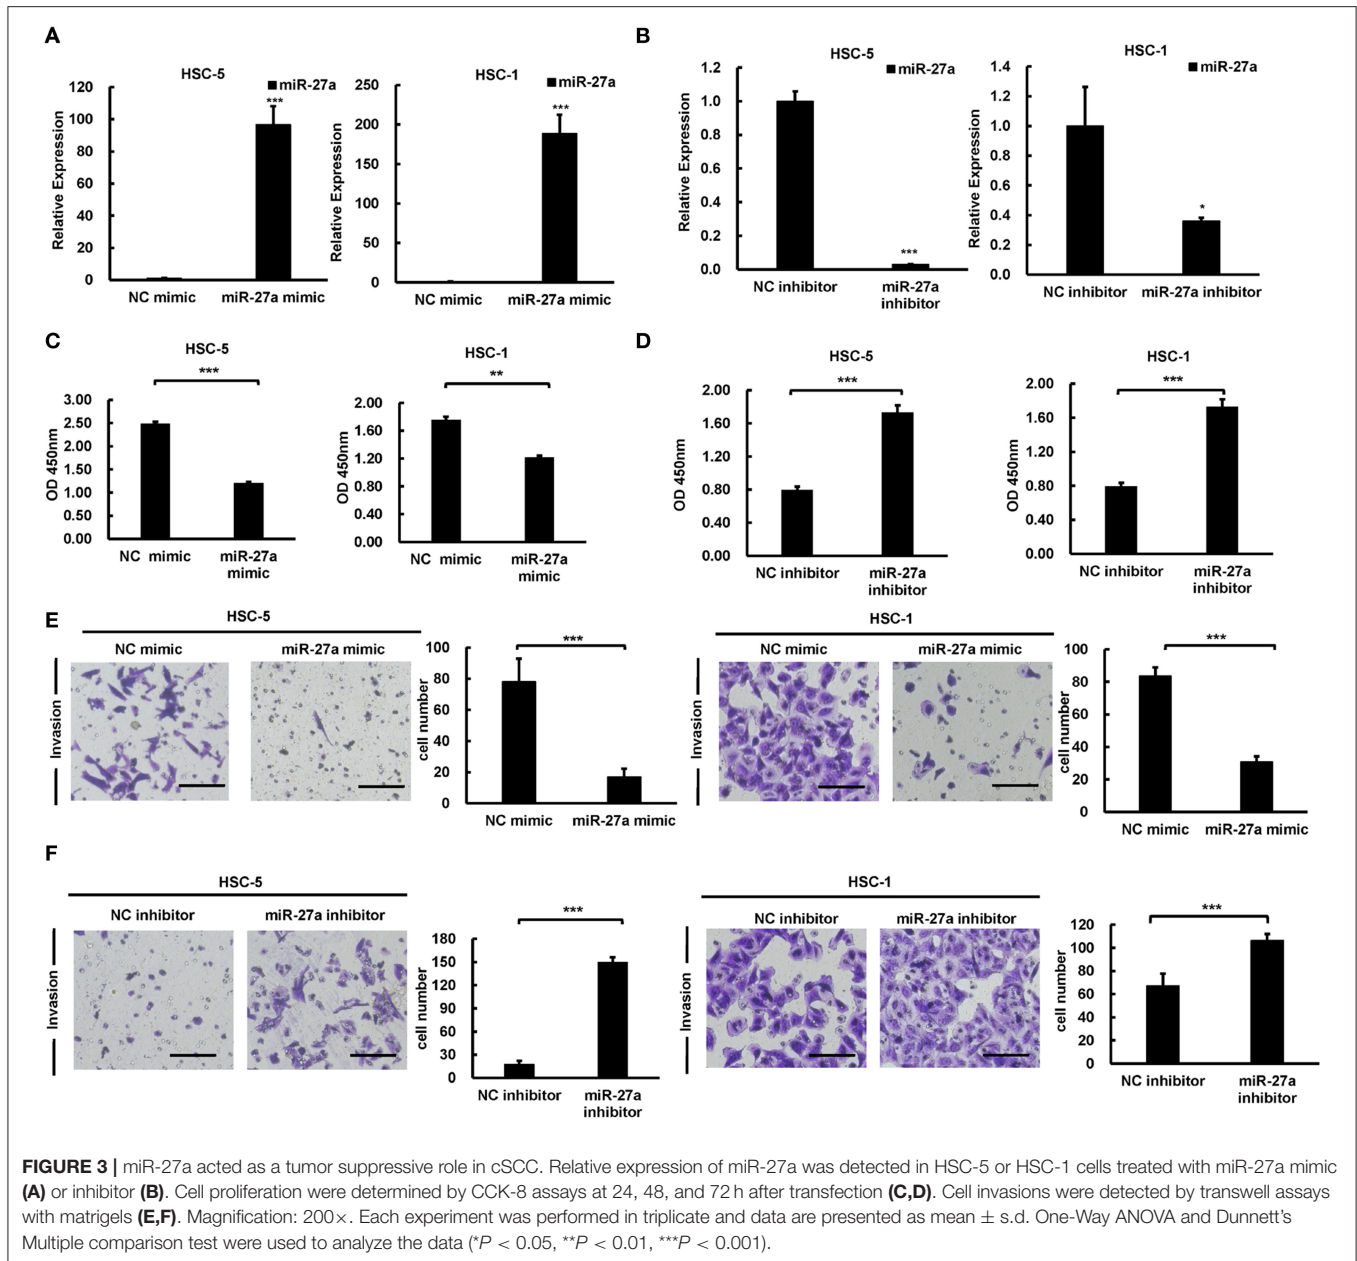 A
HSC-5
■miR-27a
***
Relative Expression
120
100
80
60
40
20
0
NC mimic
miR-27a mimic
HSC-1
■miR-27a
***
Relative Expression
250
200
150
100
50
0
NC mimic
miR-27a mimic
B
HSC-5
■miR-27a
Relative Expression
1.2
1.0
0.8
0.6
0.4
0.2
0.0
***
NC inhibitor
miR-27a
inhibitor
HSC-1
■miR-27a
Relative Expression
1.4
1.2
1.0
0.8
0.6
0.4
0.2
0.0
*
NC inhibitor
miR-27a inhibitor
C
HSC-5
***
OD 450nm
3.00
2.50
2.00
1.50
1.00
0.50
0.00
NC mimic
miR-27a
mimic
HSC-1
**
OD 450nm
2.00
1.60
1.20
0.80
0.40
0.00
NC mimic
miR-27a
mimic
D
HSC-5
***
OD 450nm
2.00
1.60
1.20
0.80
0.40
0.00
NC inhibitor
miR-27a
inhibitor
HSC-1
***
OD 450nm
2.00
1.60
1.20
0.80
0.40
0.00
NC inhibitor
miR-27a
inhibitor
E
HSC-5
NC mimic
miR-27a mimic
Invasion
***
cell number
100
80
60
40
20
0
NC mimic
miR-27a mimic
HSC-1
NC mimic
miR-27a mimic
Invasion
***
cell number
100
80
60
40
20
0
NC mimic
miR-27a mimic
F
HSC-5
NC inhibitor
miR-27a inhibitor
Invasion
***
cell number
180
150
120
90
60
30
0
NC inhibitor
miR-27a
inhibitor
HSC-1
NC inhibitor
miR-27a inhibitor
Invasion
***
cell number
120
100
80
60
40
20
0
NC inhibitor
miR-27a
inhibitor
FIGURE 3 | miR-27a acted as a tumor suppressive role in cSCC. Relative expression of miR-27a was detected in HSC-5 or HSC-1 cells treated with miR-27a mimic
(A) or inhibitor (B). Cell proliferation were determined by CCK-8 assays at 24, 48, and 72 h after transfection (C,D). Cell invasions were detected by transwell assays
with matrigels (E,F). Magnification: 200×. Each experiment was performed in triplicate and data are presented as mean ± s.d. One-Way ANOVA and Dunnett's
Multiple comparison test were used to analyze the data (*P < 0.05, **P < 0.01, ***P < 0.001).